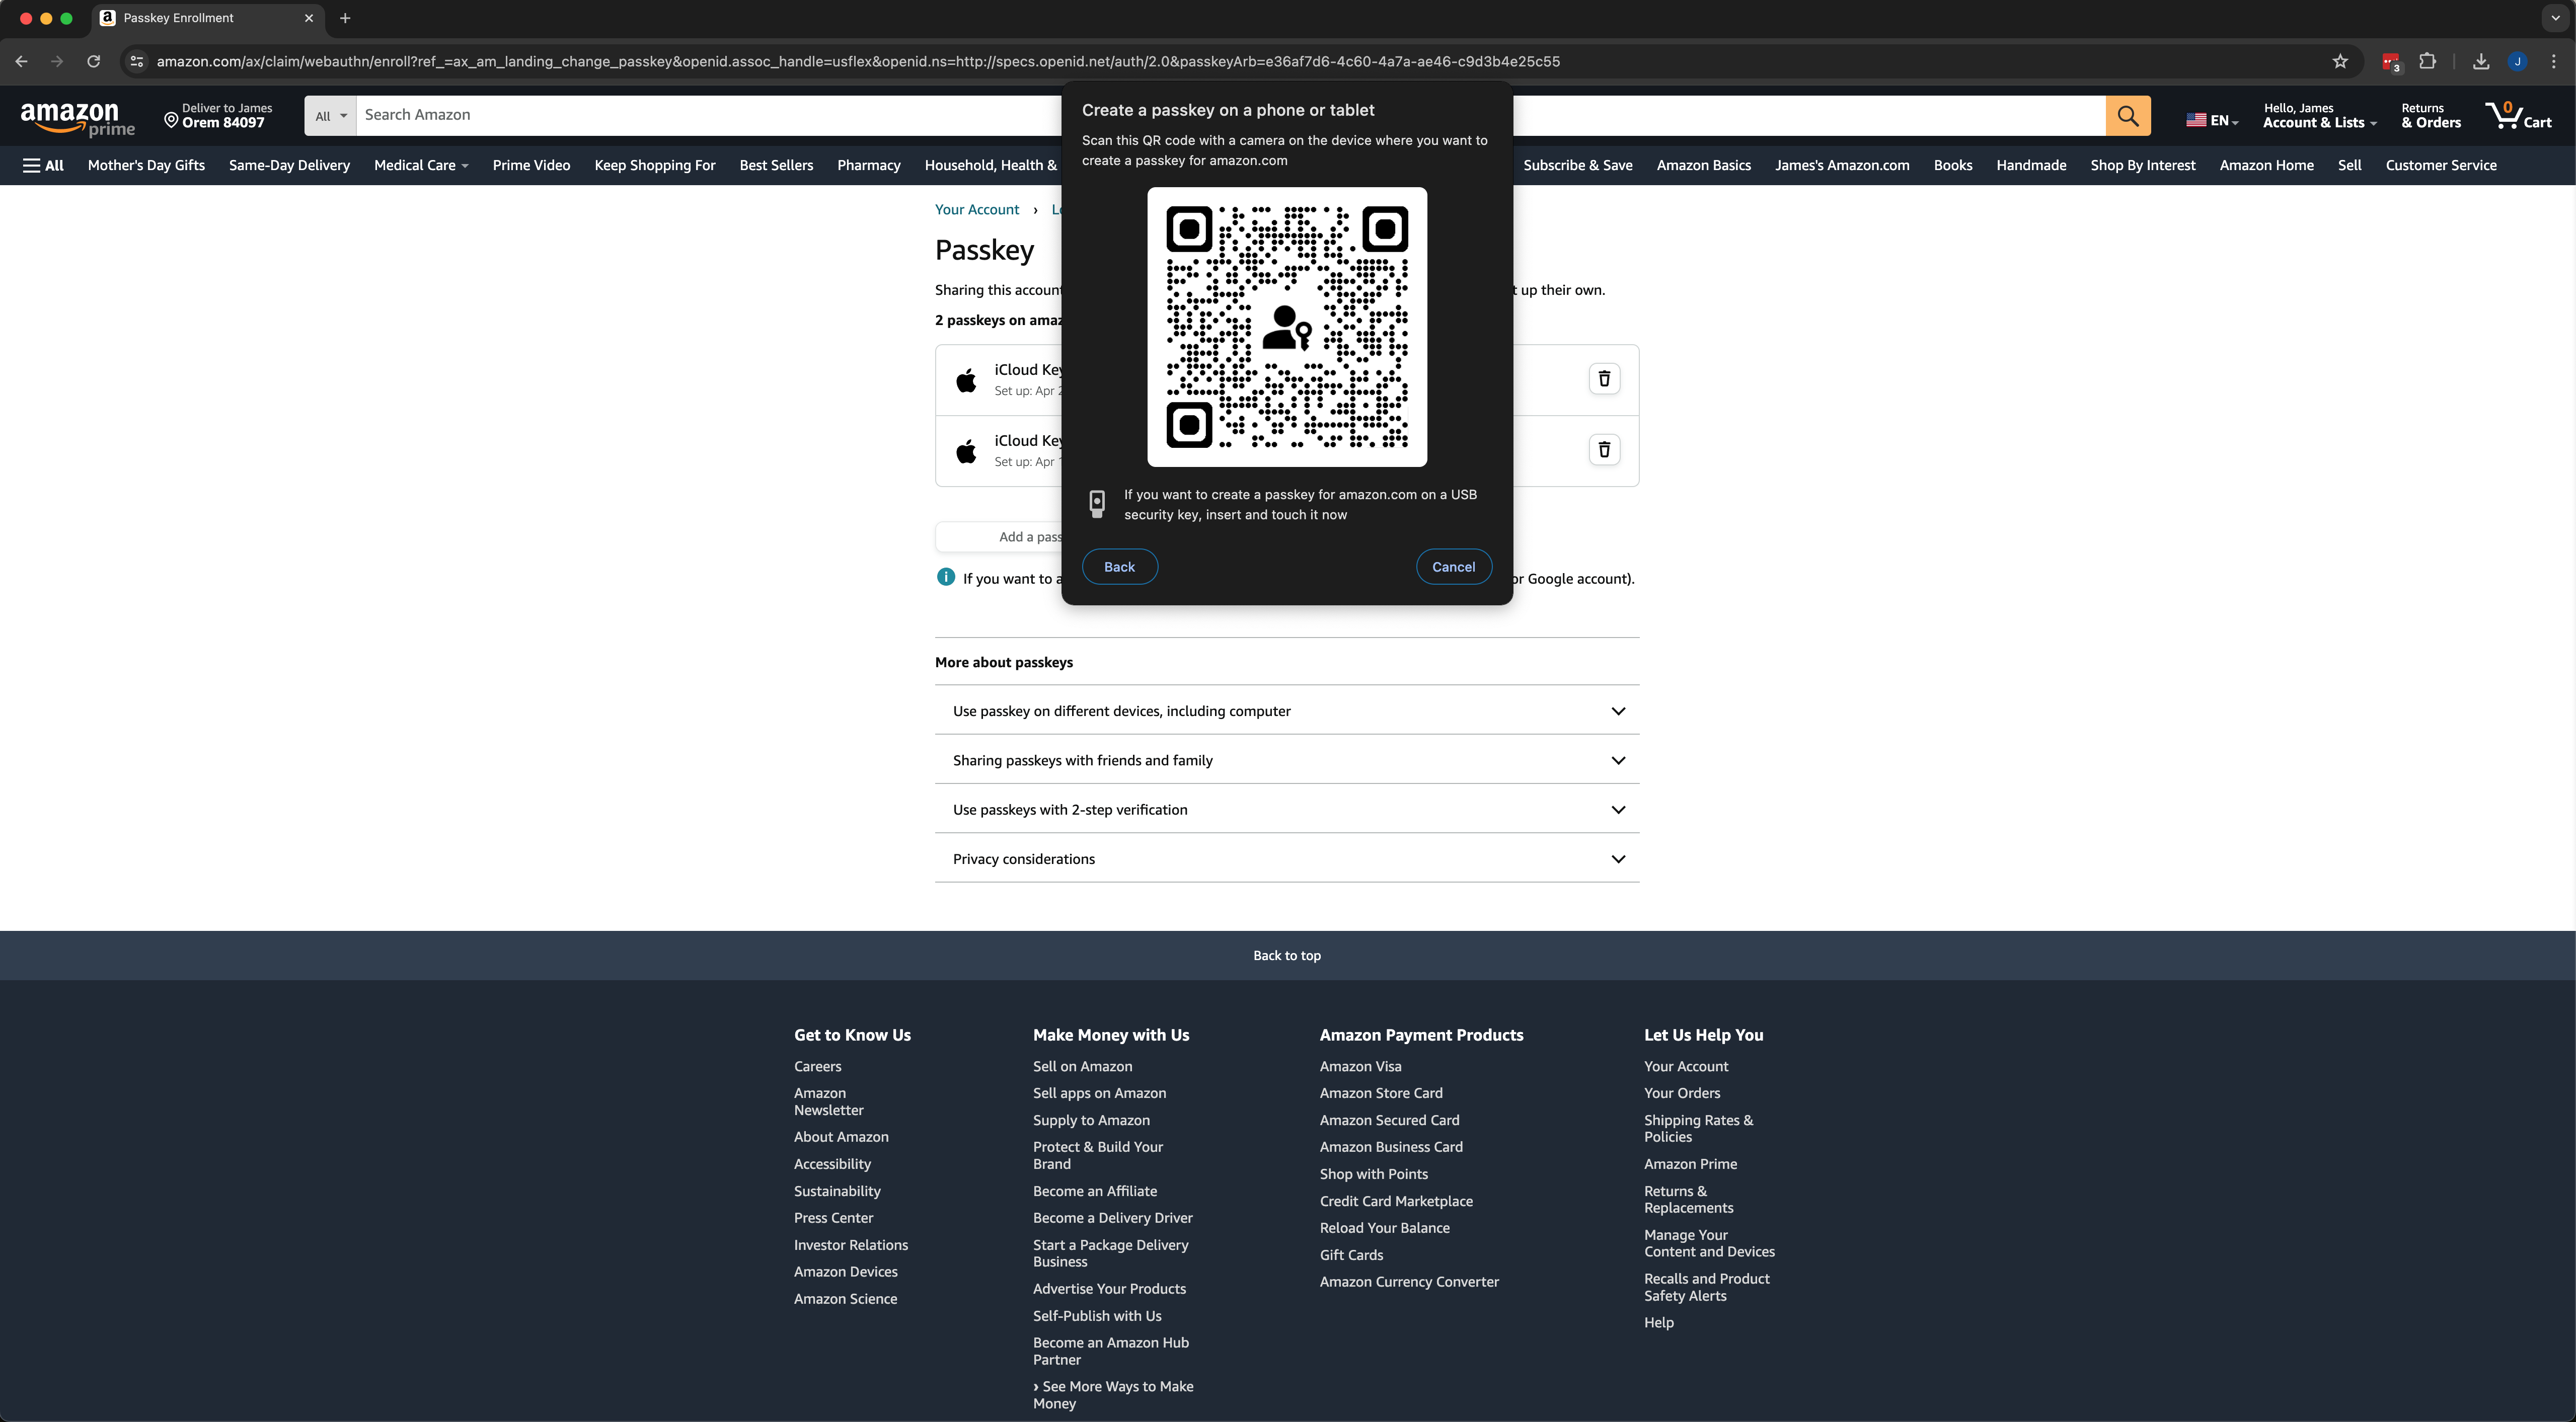 Passkey Enrollment
amazon.com/ax/claim/webauthn/enroll?ref_=ax_am_landing_change_passkey&openid.assoc_handle=usflex&openid.ns=http://specs.openid.net/auth/2.0&passkeyArb=e36af7d6-4c60-4a7a-ae46-c9d3b4e25c55
3
J
amazon prime
Deliver to James
Orem 84097
All
Search Amazon
EN
Hello, James
Account & Lists
Returns
& Orders
0
Cart
All Mother's Day Gifts Same-Day Delivery Medical Care Prime Video Keep Shopping For Best Sellers Pharmacy Household, Health & Subscribe & Save Amazon Basics James's Amazon.com Books Handmade Shop By Interest Amazon Home Sell Customer Service
Create a passkey on a phone or tablet
Scan this QR code with a camera on the device where you want to
create a passkey for amazon.com
If you want to create a passkey for amazon.com on a USB
security key, insert and touch it now
Back
Cancel
Your Account ›
Passkey
Sharing this account t up their own.
2 passkeys on amaz
iCloud Key
Set up: Apr 2
iCloud Key
Set up: Apr 1
Add a pass
If you want to a or Google account).
More about passkeys
Use passkey on different devices, including computer
Sharing passkeys with friends and family
Use passkeys with 2-step verification
Privacy considerations
Back to top
Get to Know Us
Careers
Amazon
Newsletter
About Amazon
Accessibility
Sustainability
Press Center
Investor Relations
Amazon Devices
Amazon Science
Make Money with Us
Sell on Amazon
Sell apps on Amazon
Supply to Amazon
Protect & Build Your
Brand
Become an Affiliate
Become a Delivery Driver
Start a Package Delivery
Business
Advertise Your Products
Self-Publish with Us
Become an Amazon Hub
Partner
› See More Ways to Make
Money
Amazon Payment Products
Amazon Visa
Amazon Store Card
Amazon Secured Card
Amazon Business Card
Shop with Points
Credit Card Marketplace
Reload Your Balance
Gift Cards
Amazon Currency Converter
Let Us Help You
Your Account
Your Orders
Shipping Rates &
Policies
Amazon Prime
Returns &
Replacements
Manage Your
Content and Devices
Recalls and Product
Safety Alerts
Help